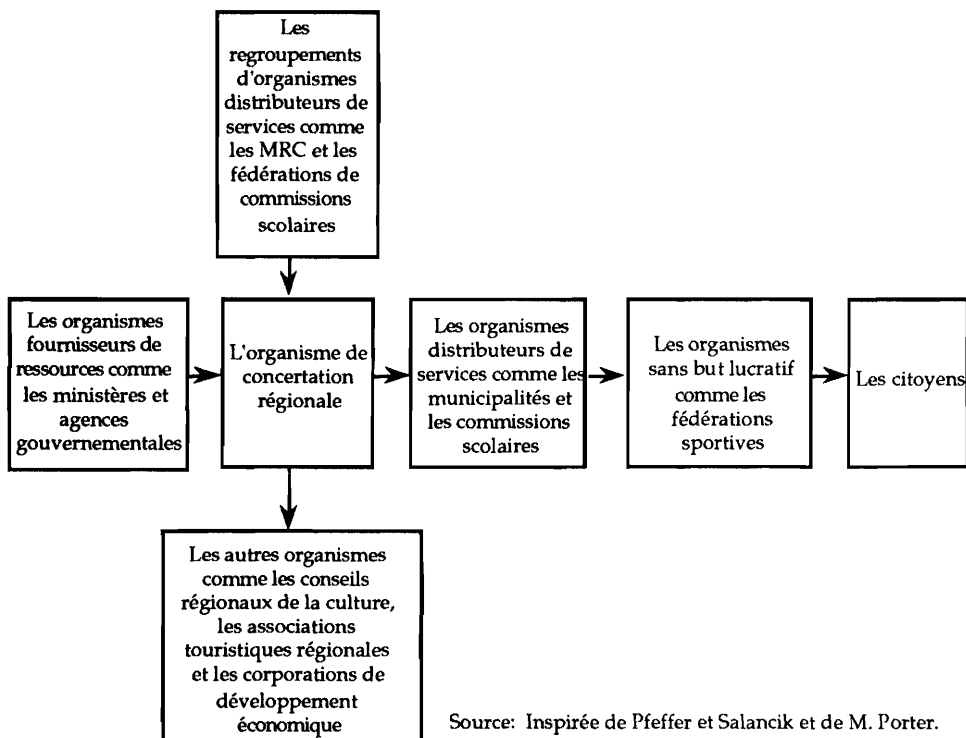 Les
regroupements
d'organismes
distributeurs de
services comme
les MRC et les
fédérations de
commissions
scolaires
Les organismes
fournisseurs de
ressources comme
les ministères et
agences
gouvernementales
L'organisme de
concertation
régionale
Les organismes
distributeurs de
services comme les
municipalités et
les commissions
scolaires
Les organismes
sans but lucratif
comme les
fédérations
sportives
Les citoyens
Les autres organismes
comme les conseils
régionaux de la culture,
les associations
touristiques régionales
et les corporations de
développement
économique
Source: Inspirée de Pfeffer et Salancik et de M. Porter.